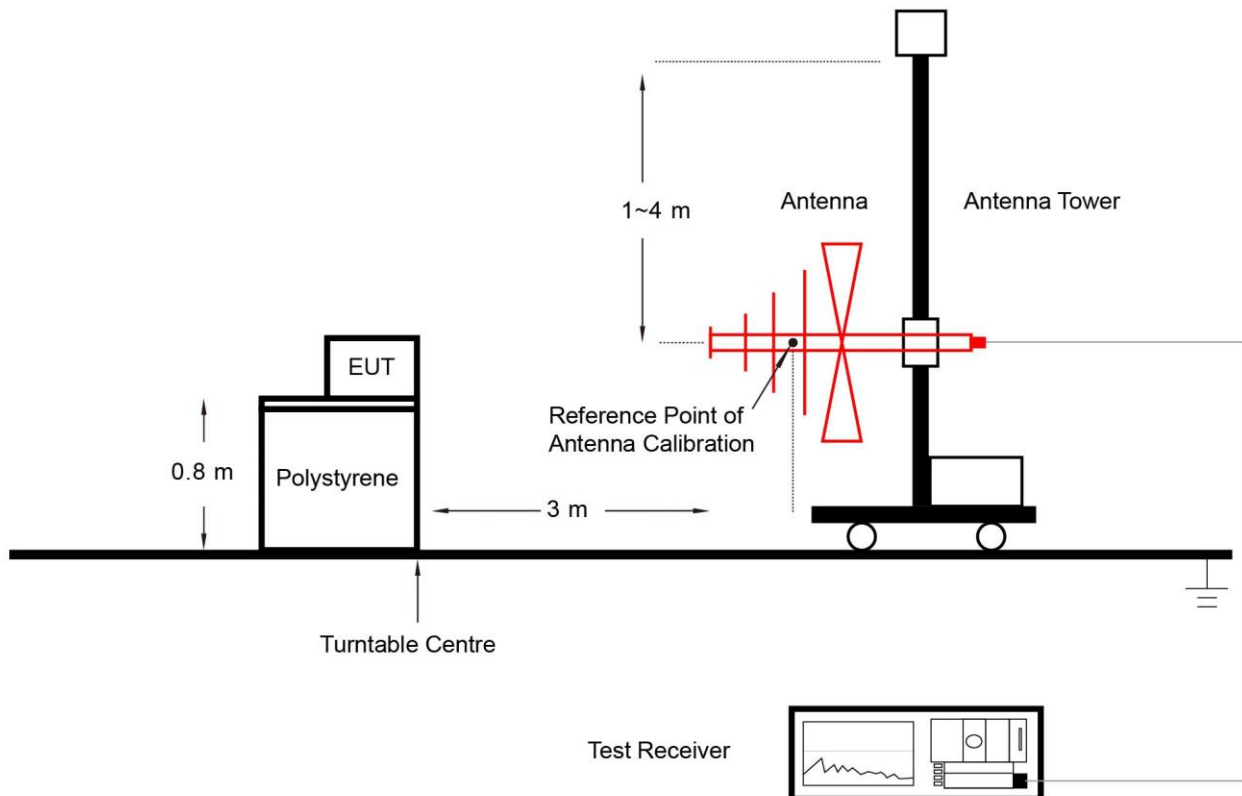 1~4 m
Antenna
Antenna Tower
EUT
Reference Point of
Antenna Calibration
0.8 m
Polystyrene
3 m
Turntable Centre
Test Receiver